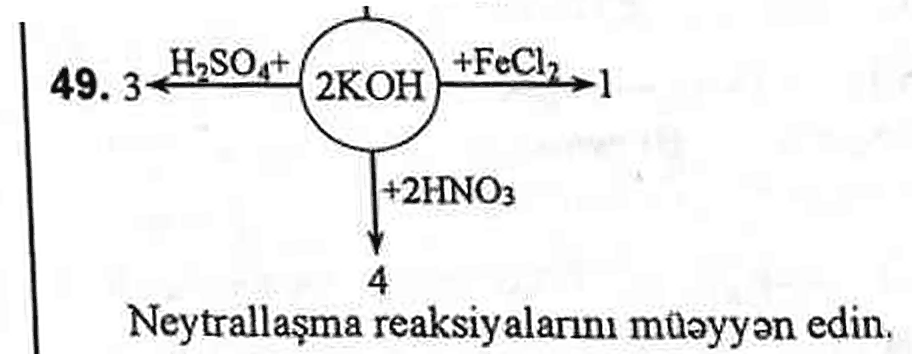 49. 3 H₂SO₄+ 2KOH +FeCl₂ 1
+2HNO₃
4
Neytrallaşma reaksiyalarını müəyyən edin.